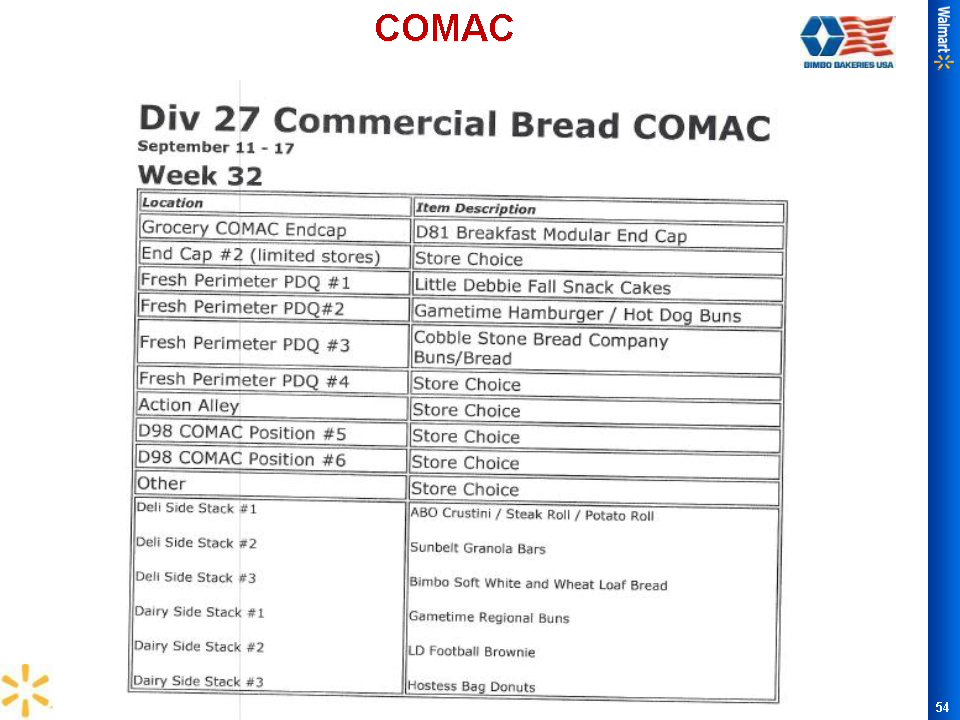 COMAC
BIMBO BAKERIES USA
Walmart
Div 27 Commercial Bread COMAC
September 11 - 17
Week 32
Location Item Description
Grocery COMAC Endcap D81 Breakfast Modular End Cap
End Cap #2 (limited stores) Store Choice
Fresh Perimeter PDQ #1 Little Debbie Fall Snack Cakes
Fresh Perimeter PDQ#2 Gametime Hamburger / Hot Dog Buns
Fresh Perimeter PDQ #3 Cobble Stone Bread Company
Buns/Bread
Fresh Perimeter PDQ #4 Store Choice
Action Alley Store Choice
D98 COMAC Position #5 Store Choice
D98 COMAC Position #6 Store Choice
Other Store Choice
Deli Side Stack #1 ABO Crustini / Steak Roll / Potato Roll
Deli Side Stack #2 Sunbelt Granola Bars
Deli Side Stack #3 Bimbo Soft White and Wheat Loaf Bread
Dairy Side Stack #1 Gametime Regional Buns
Dairy Side Stack #2 LD Football Brownie
Dairy Side Stack #3 Hostess Bag Donuts
54